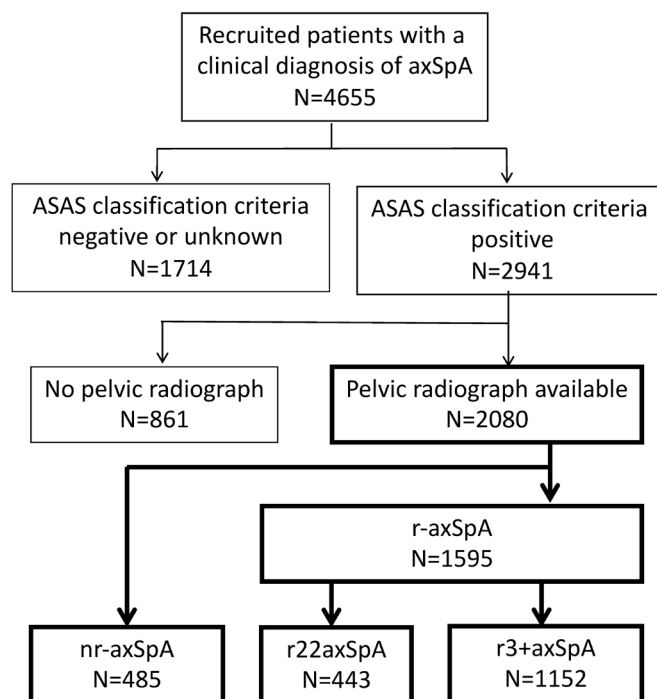 Recruited patients with a
clinical diagnosis of axSpA
N=4655
ASAS classification criteria
negative or unknown
N=1714
ASAS classification criteria
positive
N=2941
No pelvic radiograph
N=861
Pelvic radiograph available
N=2080
r-axSpA
N=1595
nr-axSpA
N=485
r22axSpA
N=443
r3+axSpA
N=1152